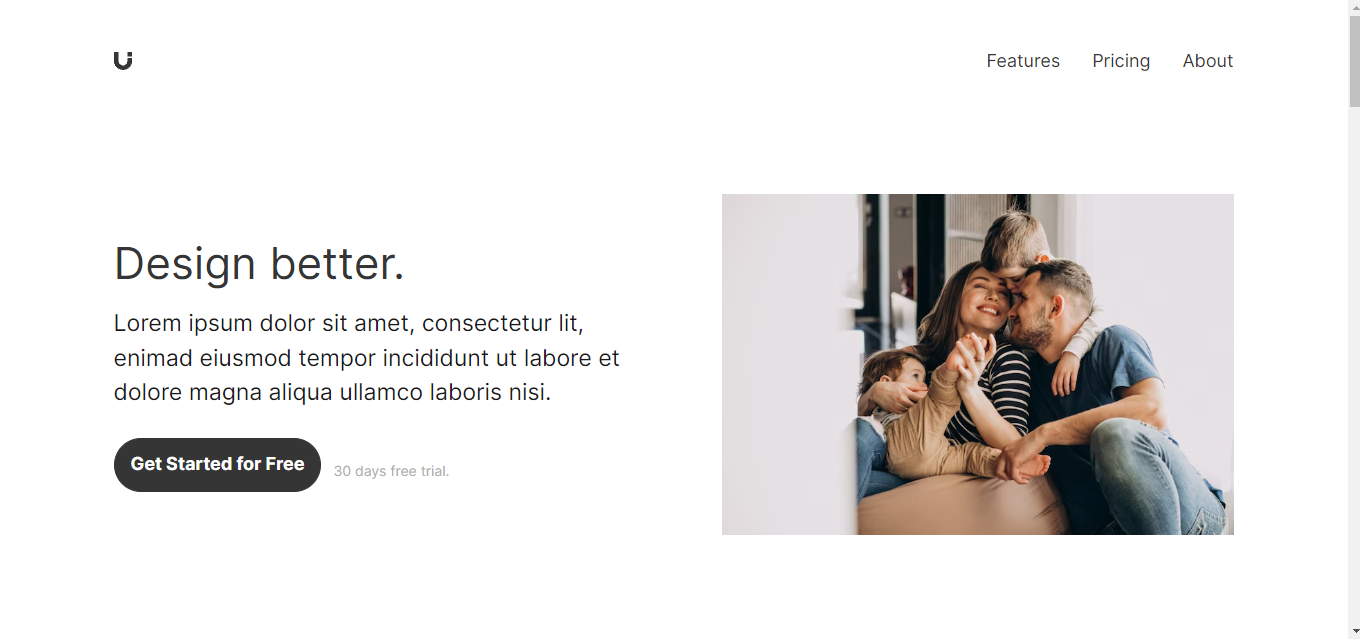 Features Pricing About
Design better.
Lorem ipsum dolor sit amet, consectetur lit,
enimad eiusmod tempor incididunt ut labore et
dolore magna aliqua ullamco laboris nisi.
Get Started for Free
30 days free trial.